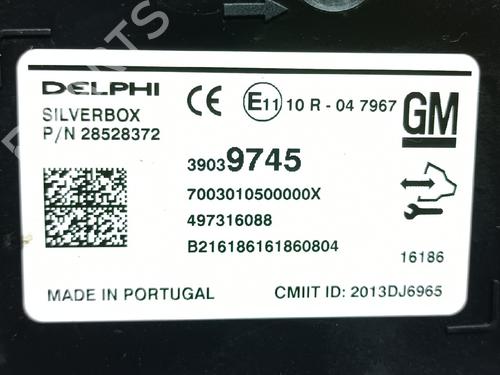 DELPHI
SILVERBOX
P/N 28528372
CE E11 10 R - 04 7967
GM
39039745
7003010500000X
497316088
B216186161860804
16186
MADE IN PORTUGAL
CMIIT ID: 2013DJ6965